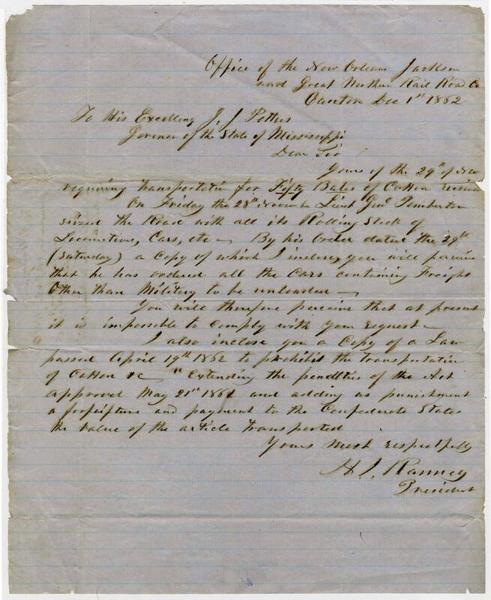 Office of the New Orleans Jackson
and Great Northern Rail Road Co
Canton Dec 1st 1862
To His Excellency J. J. Pettus
Governor of the State of Mississippi
Dear Sir
Yours of the 29th of Nov
requiring transportation for Fifty Bales of Cotton received
On Friday the 28th November Lieut Genl Pemberton
seized the Road with all its Rolling Stock of
Locomotives, Cars, etc — By his order dated the 29th
(Saturday) a Copy of which I inclose, you will perceive
that he has ordered all the Cars containing Freight
Other than Military to be unloaded —
You will therefore perceive that at present
it is impossible to comply with your request —
I also inclose you a Copy of a Law
passed April 19th 1862 to prohibit the transportation
of Cotton &c — "Extending the penalties of the Act
approved May 21st 1861 and adding as punishment
a forfeiture and payment to the Confederate States
the value of the article transported
Yours most respectfully
H. J. Ranney
President